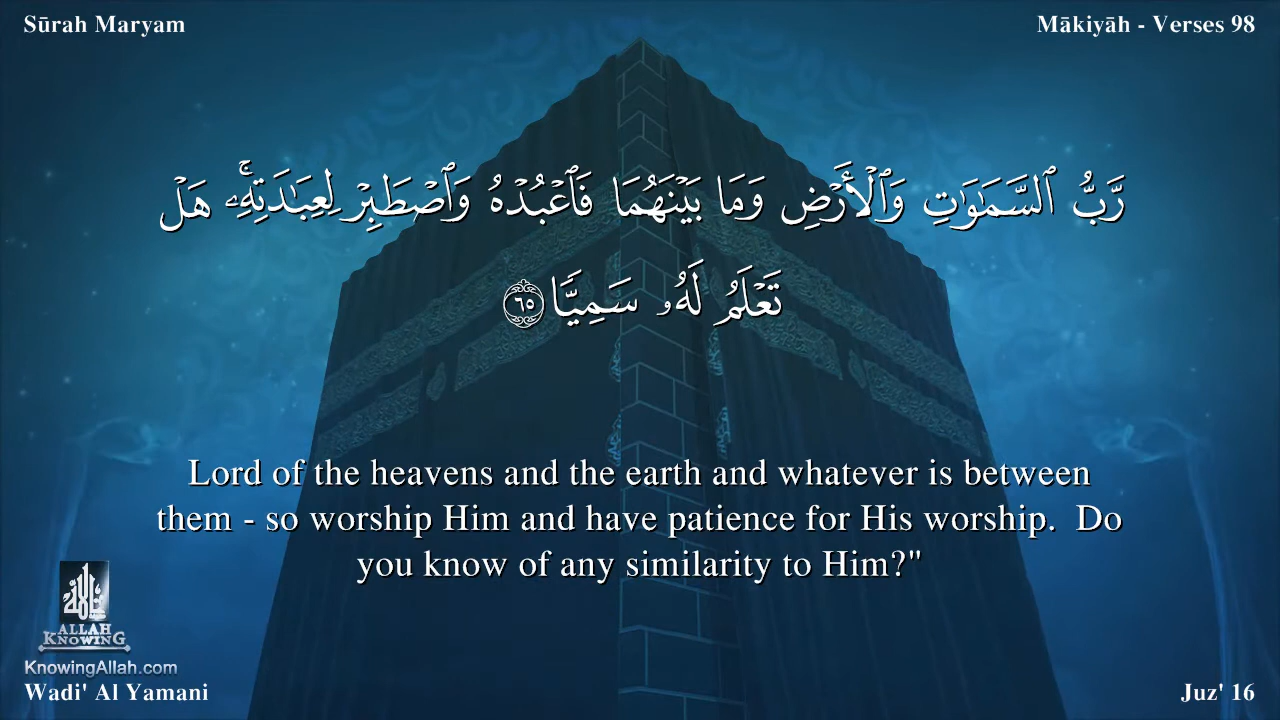 Sūrah Maryam
Mākiyāh - Verses 98
رَّبُّ ٱلسَّمَـٰوَٰتِ وَٱلْأَرْضِ وَمَا بَيْنَهُمَا فَٱعْبُدْهُ وَٱصْطَبِرْ لِعِبَـٰدَتِهِۦۚ هَلْ
تَعْلَمُ لَهُۥ سَمِيًّا ٦٥
Lord of the heavens and the earth and whatever is between
them - so worship Him and have patience for His worship.  Do
you know of any similarity to Him?"
الله
ALLAH
KNOWING
KnowingAllah.com
Wadi' Al Yamani
Juz' 16